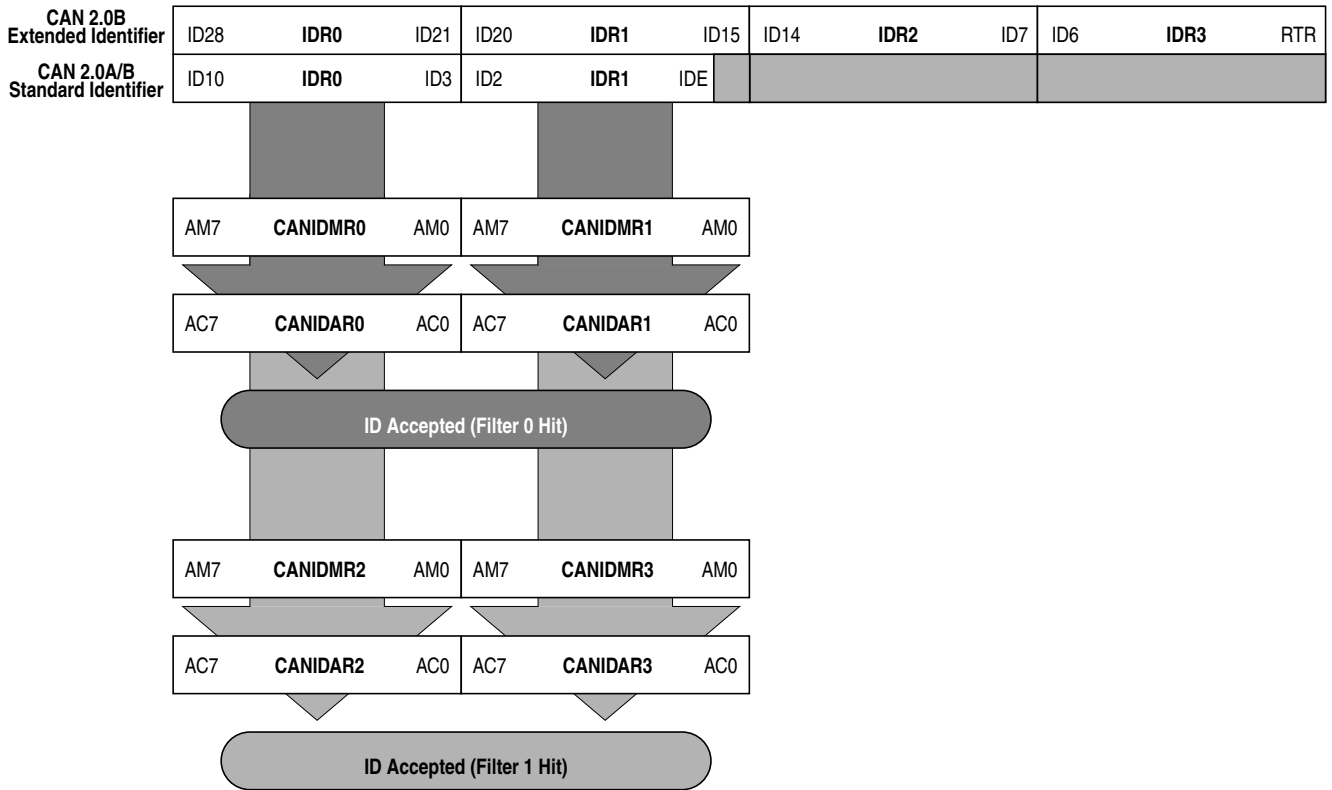 CAN 2.0B
Extended Identifier
ID28 IDR0 ID21 ID20 IDR1 ID15 ID14 IDR2 ID7 ID6 IDR3 RTR
CAN 2.0A/B
Standard Identifier
ID10 IDR0 ID3 ID2 IDR1 IDE
AM7 CANIDMR0 AM0 AM7 CANIDMR1 AM0
AC7 CANIDAR0 AC0 AC7 CANIDAR1 AC0
ID Accepted (Filter 0 Hit)
AM7 CANIDMR2 AM0 AM7 CANIDMR3 AM0
AC7 CANIDAR2 AC0 AC7 CANIDAR3 AC0
ID Accepted (Filter 1 Hit)